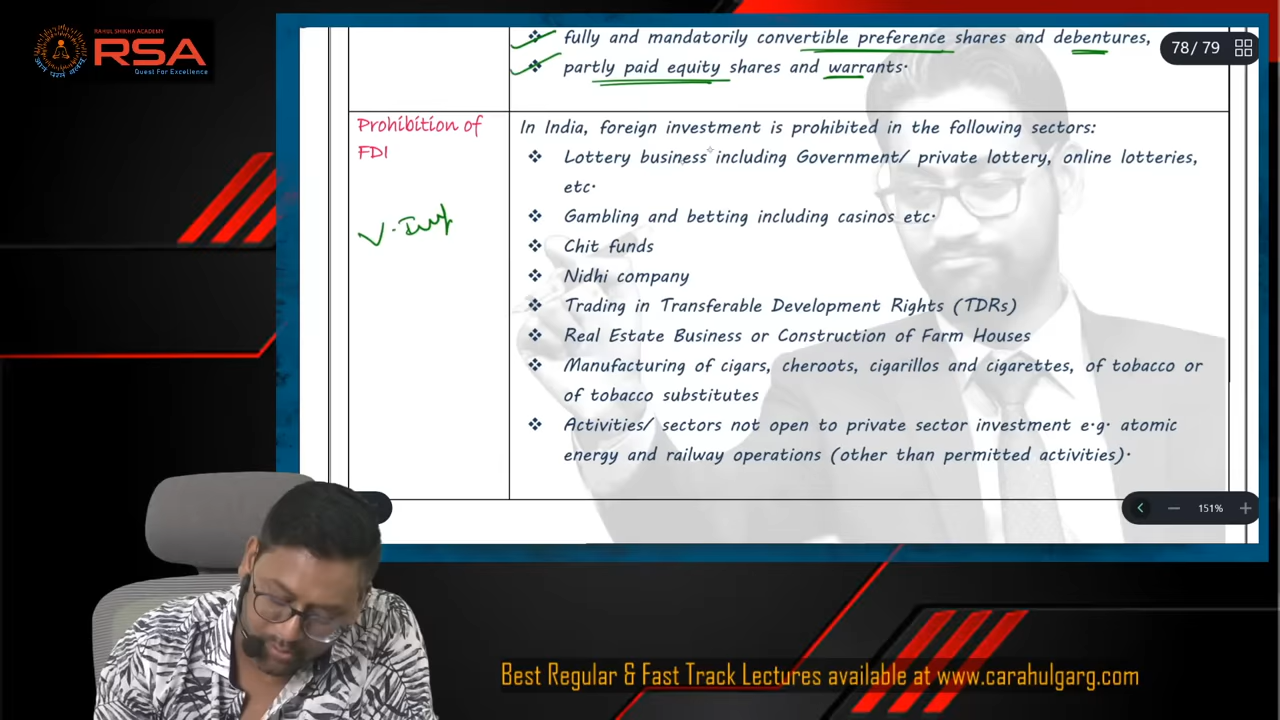 RAHUL SHIKHA ACADEMY
RSA
Quest For Excellence
fully and mandatorily convertible preference shares and debentures,
partly paid equity shares and warrants.
78 / 79
Prohibition of
FDI
V. Imp
In India, foreign investment is prohibited in the following sectors:
❖ Lottery business including Government/ private lottery, online lotteries,
etc.
❖ Gambling and betting including casinos etc.
❖ Chit funds
❖ Nidhi company
❖ Trading in Transferable Development Rights (TDRs)
❖ Real Estate Business or Construction of Farm Houses
❖ Manufacturing of cigars, cheroots, cigarillos and cigarettes, of tobacco or
of tobacco substitutes
❖ Activities/ sectors not open to private sector investment e.g. atomic
energy and railway operations (other than permitted activities).
151%
Best Regular & Fast Track Lectures available at www.carahulgarg.com